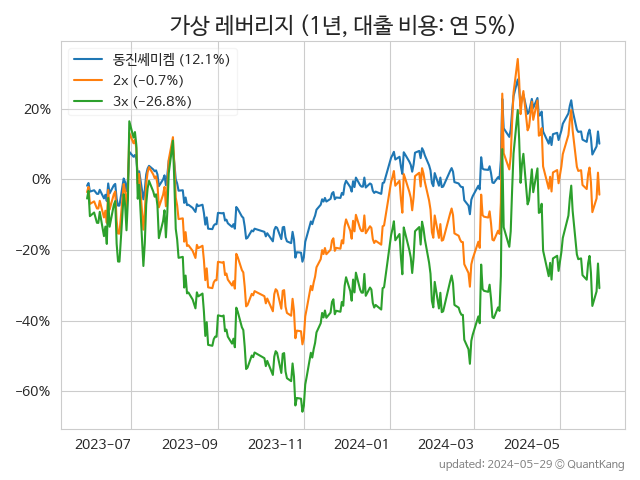 가상 레버리지 (1년, 대출 비용: 연 5%)
동진쎄미켐 (12.1%)
2x (−0.7%)
3x (−26.8%)
20%
0%
−20%
−40%
−60%
2023-07 2023-09 2023-11 2024-01 2024-03 2024-05
updated: 2024-05-29 © QuantKang